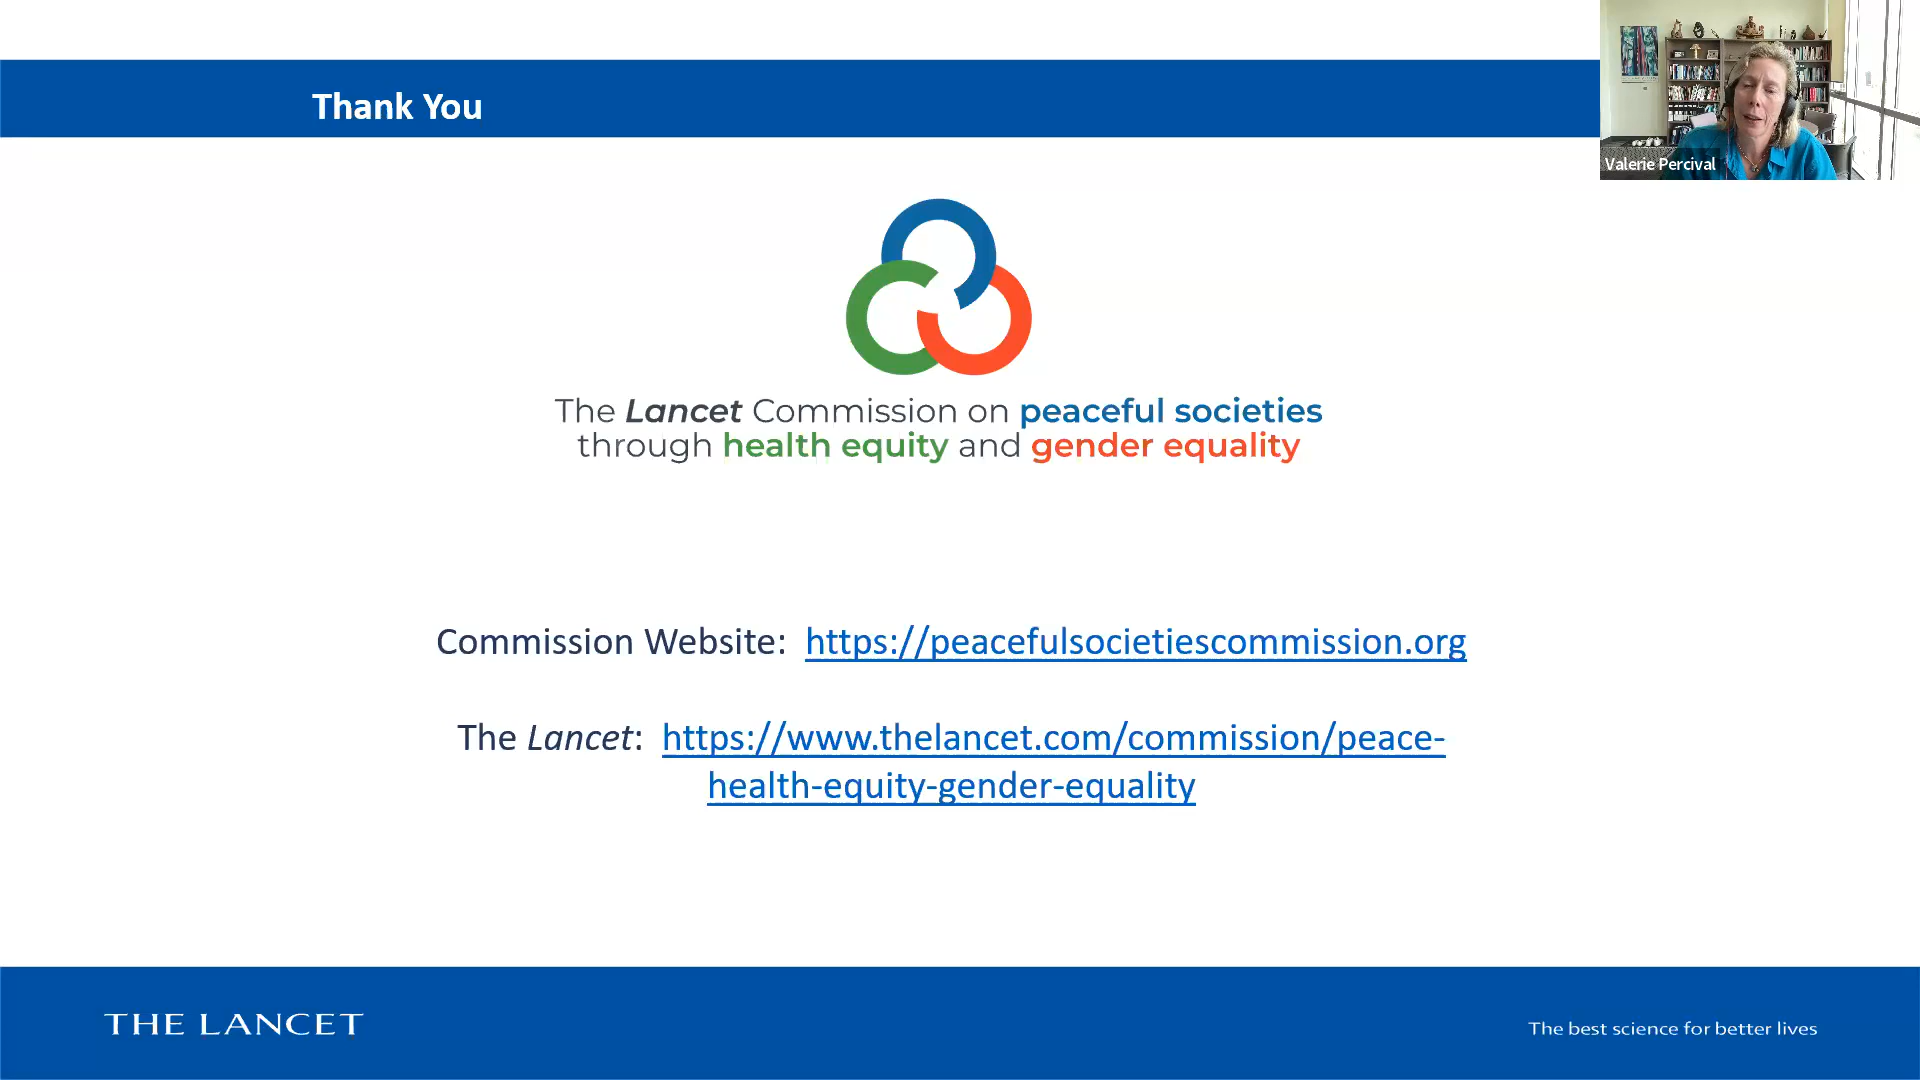 Thank You
Valerie Percival
The Lancet Commission on peaceful societies
through health equity and gender equality
Commission Website: https://peacefulsocietiescommission.org
The Lancet: https://www.thelancet.com/commission/peace-
health-equity-gender-equality
THE LANCET
The best science for better lives